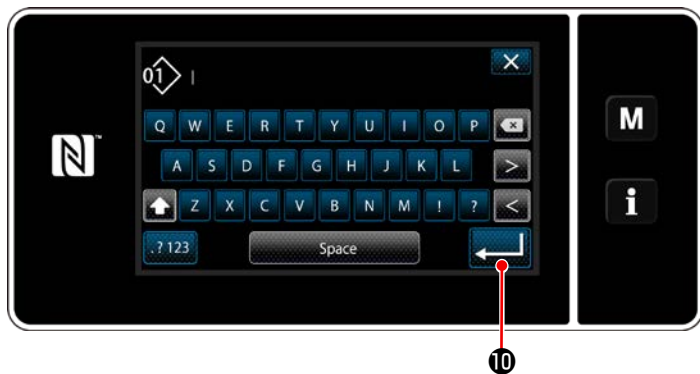 01
Q W E R T Y U I O P
A S D F G H J K L >
Z X C V B N M ! ? <
.?123 Space
M
i
❿